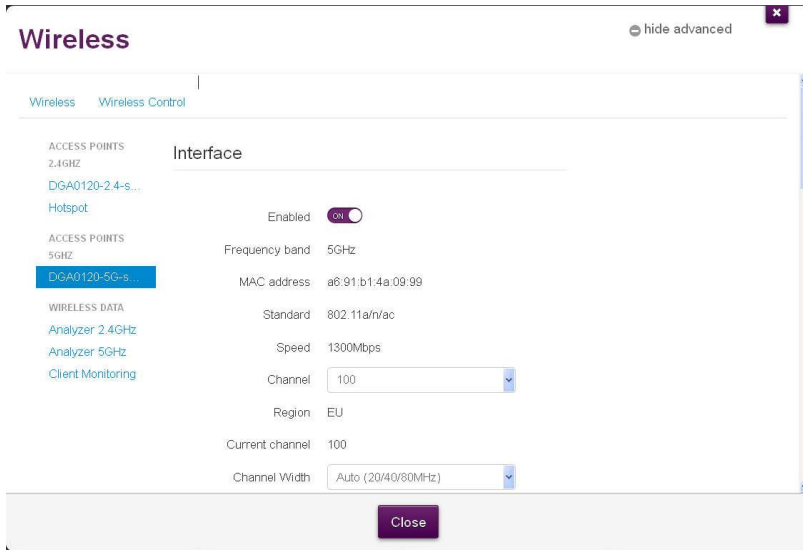 Wireless
hide advanced
Wireless Wireless Control
ACCESS POINTS
2.4GHZ
DGA0120-2.4-s...
Hotspot
ACCESS POINTS
5GHZ
DGA0120-5G-s...
WIRELESS DATA
Analyzer 2.4GHz
Analyzer 5GHz
Client Monitoring
Interface
Enabled ON
Frequency band 5GHz
MAC address a6:91:b1:4a:09:99
Standard 802.11a/n/ac
Speed 1300Mbps
Channel 100
Region EU
Current channel 100
Channel Width Auto (20/40/80MHz)
Close